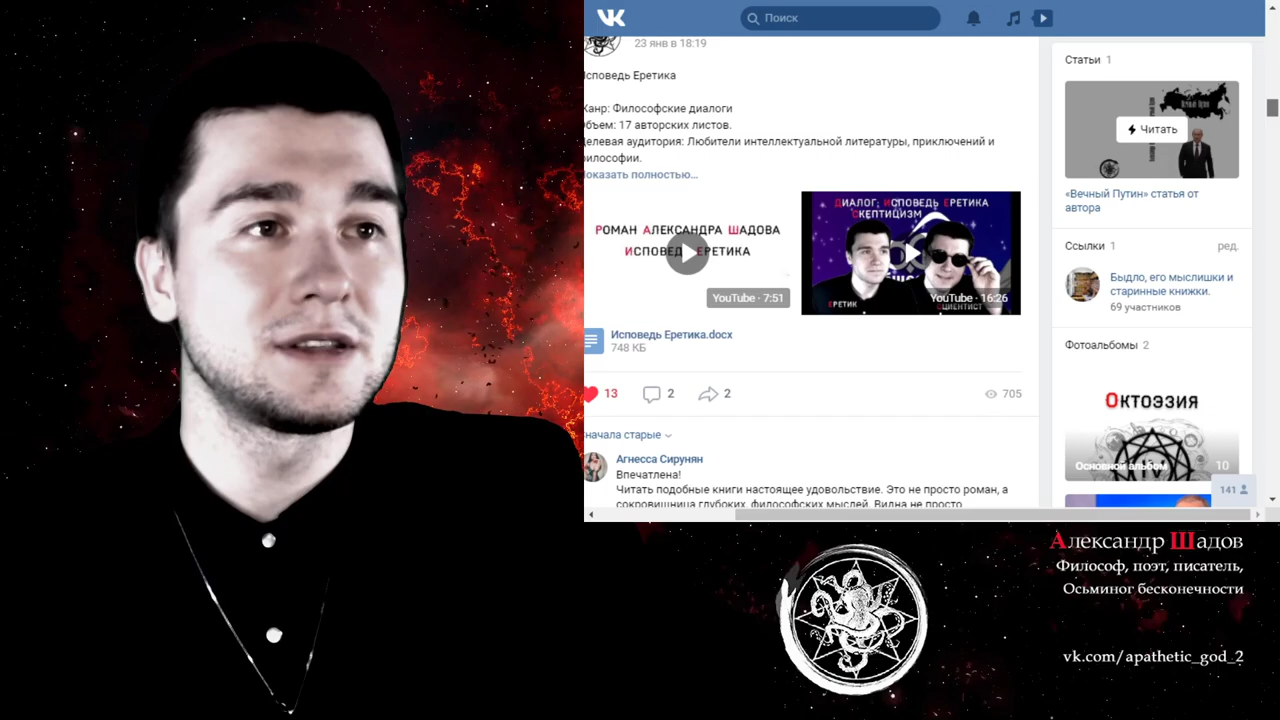 Поиск
23 янв в 18:19
Исповедь Еретика
Жанр: Философские диалоги
Объем: 17 авторских листов.
Целевая аудитория: Любители интеллектуальной литературы, приключений и
философии.
Показать полностью…
РОМАН АЛЕКСАНДРА ШАДОВА
ИСПОВЕДЬ ЕРЕТИКА
YouTube · 7:51
ДИАЛОГ: ИСПОВЕДЬ ЕРЕТИКА
СКЕПТИЦИЗМ
ЕРЕТИК
СЦИЕНТИСТ
YouTube · 16:26
Исповедь Еретика.docx
748 КБ
13
2
2
705
сначала старые
Агнесса Сирунян
Впечатлена!
Читать подобные книги настоящее удовольствие. Это не просто роман, а
сокровищница глубоких, философских мыслей. Видна не просто
Статьи 1
Читать
«Вечный Путин» статья от
автора
Ссылки 1
ред.
Быдло, его мыслишки и
старинные книжки.
69 участников
Фотоальбомы 2
ОКТОЭЗИЯ
Основной альбом
10
141
Александр Шадов
Философ, поэт, писатель,
Осьминог бесконечности
vk.com/apathetic_god_2